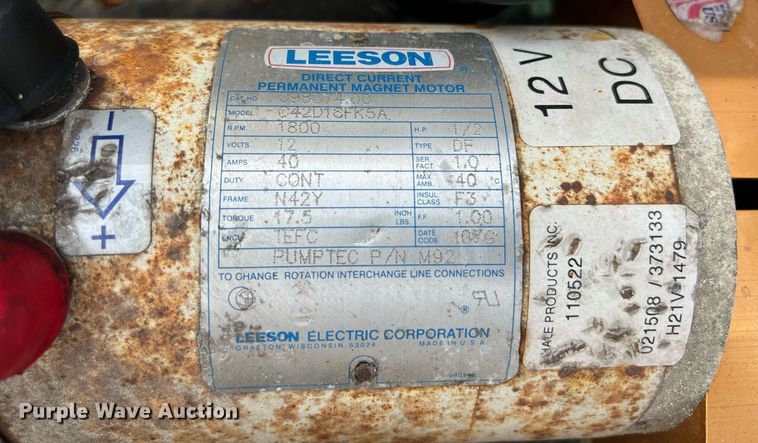 LEESON
®
DIRECT CURRENT
PERMANENT MAGNET MOTOR
CAT NO
MODEL C42D18FK5A
R.P.M. 1800 H.P. 1/2
VOLTS 12 TYPE DF
AMPS 40 SER FACT. 1.0
DUTY CONT MAX. AMB. 40 °C
FRAME N42Y INSUL CLASS F3
TORQUE 17.5 INCH LBS F.F. 1.00
ENCL TEFC DATE CODE
PUMPTEC P/N M92
TO CHANGE ROTATION INTERCHANGE LINE CONNECTIONS
®
LEESON ELECTRIC CORPORATION
GRAFTON, WISCONSIN 53024 MADE IN U.S.A.
12 V
DC
HALE PRODUCTS INC.
110522
021508 / 373133
H21V-1479
-
+
Purple Wave Auction